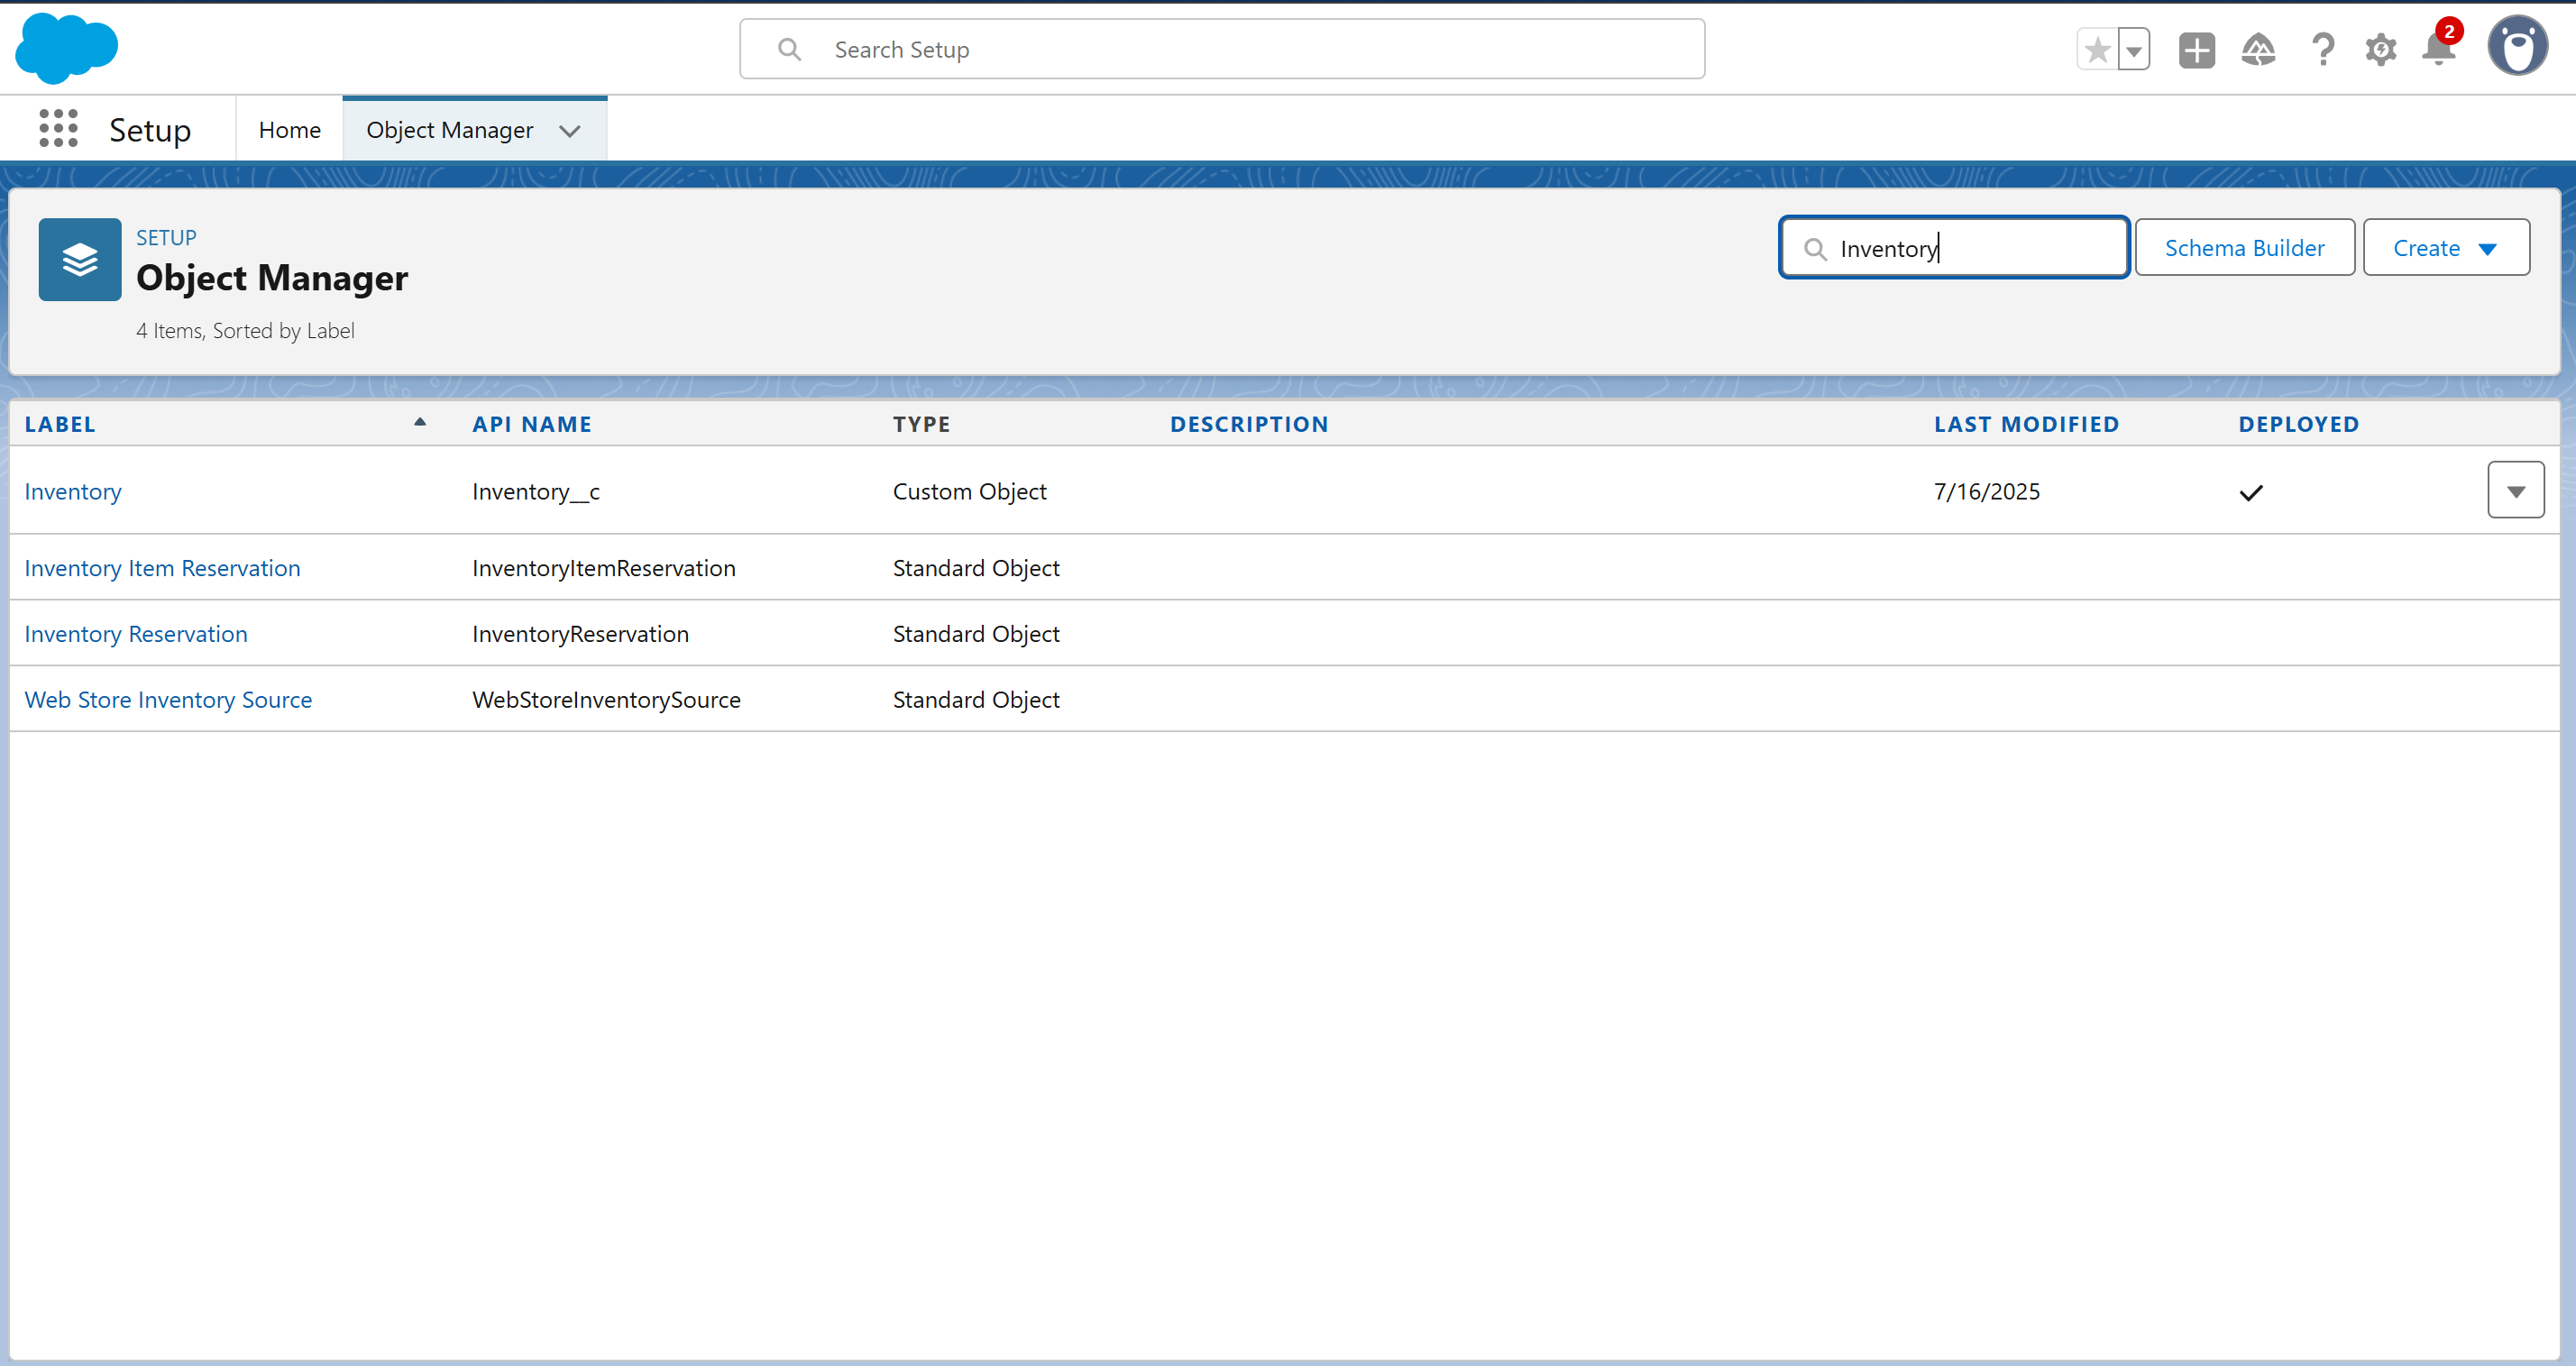 Search Setup
2
Setup
Home
Object Manager
SETUP
Object Manager
4 Items, Sorted by Label
Inventory
Schema Builder
Create
LABEL API NAME TYPE DESCRIPTION LAST MODIFIED DEPLOYED
Inventory Inventory__c Custom Object 7/16/2025
Inventory Item Reservation InventoryItemReservation Standard Object
Inventory Reservation InventoryReservation Standard Object
Web Store Inventory Source WebStoreInventorySource Standard Object